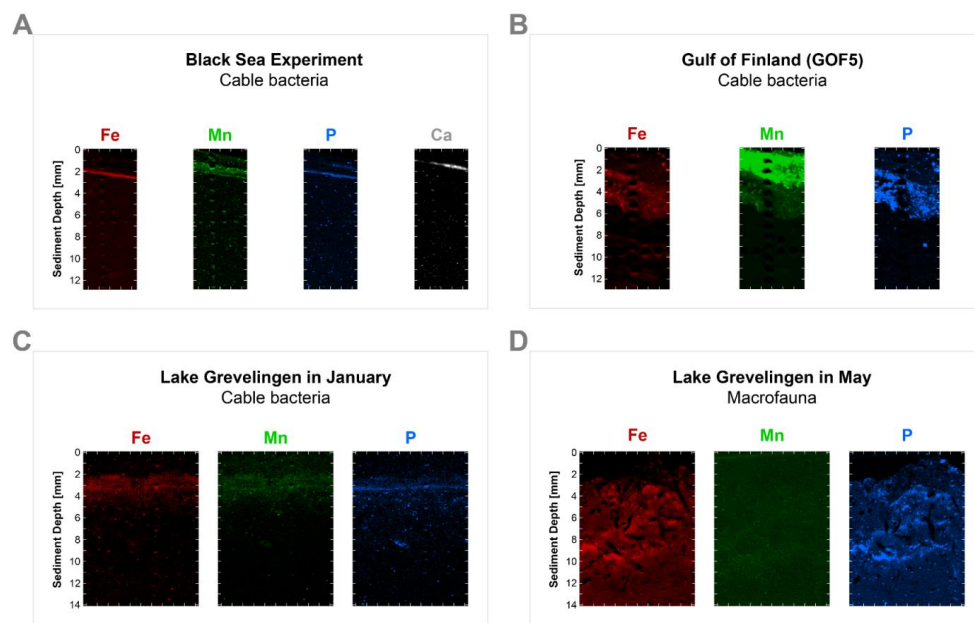 A
Black Sea Experiment
Cable bacteria
Fe Mn P Ca
Sediment Depth [mm]
0
2
4
6
8
10
12
B
Gulf of Finland (GOF5)
Cable bacteria
Fe Mn P
Sediment Depth [mm]
0
2
4
6
8
10
12
C
Lake Grevelingen in January
Cable bacteria
Fe Mn P
Sediment Depth [mm]
0
2
4
6
8
10
12
14
D
Lake Grevelingen in May
Macrofauna
Fe Mn P
Sediment Depth [mm]
0
2
4
6
8
10
12
14